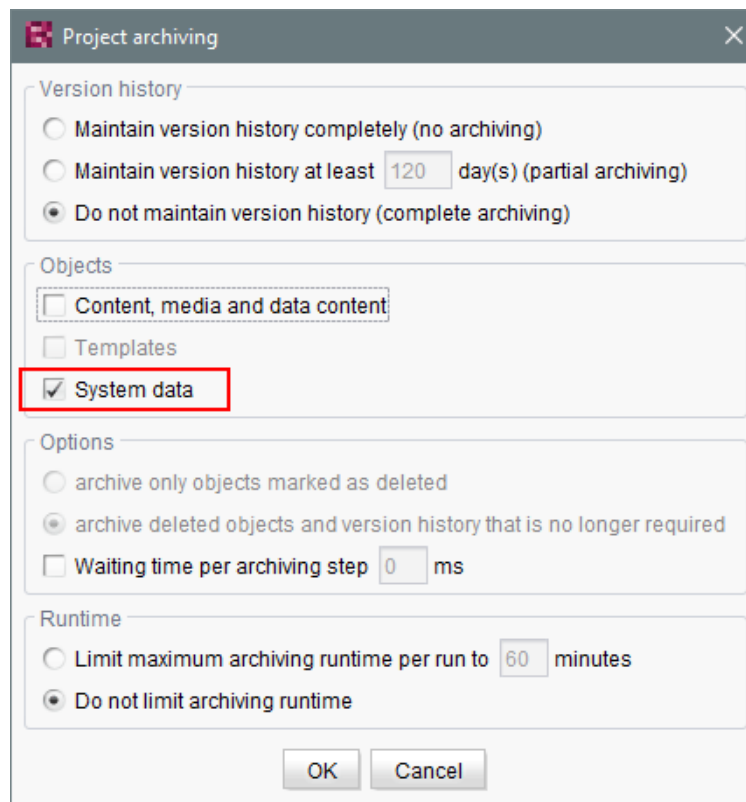 Project archiving
Version history
Maintain version history completely (no archiving)
Maintain version history at least 120 day(s) (partial archiving)
Do not maintain version history (complete archiving)
Objects
Content, media and data content
Templates
System data
Options
archive only objects marked as deleted
archive deleted objects and version history that is no longer required
Waiting time per archiving step 0 ms
Runtime
Limit maximum archiving runtime per run to 60 minutes
Do not limit archiving runtime
OK Cancel